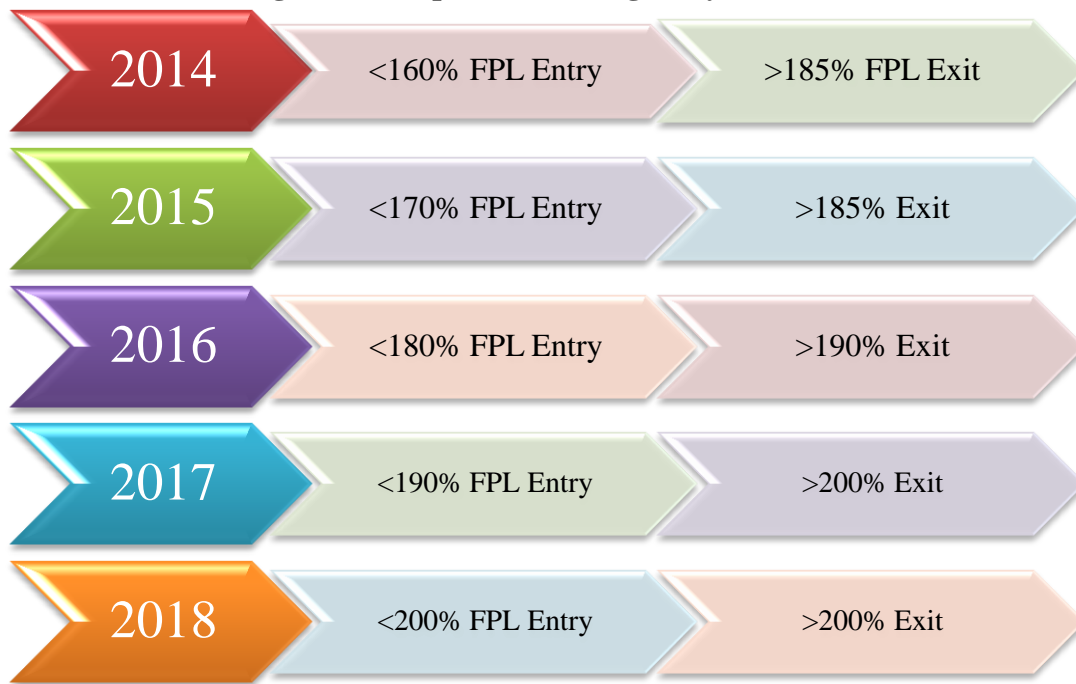 2014 <160% FPL Entry >185% FPL Exit
2015 <170% FPL Entry >185% Exit
2016 <180% FPL Entry >190% Exit
2017 <190% FPL Entry >200% Exit
2018 <200% FPL Entry >200% Exit